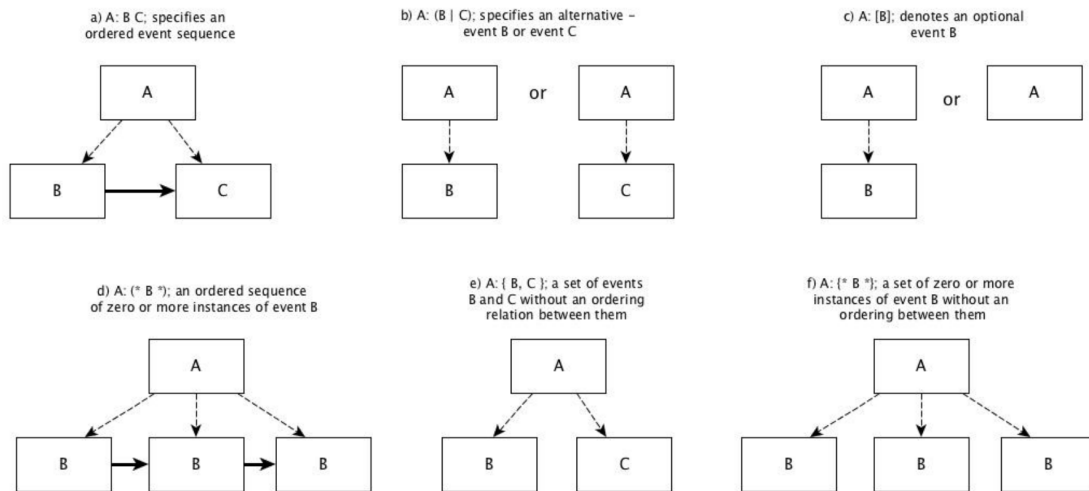 a) A: B C; specifies an
ordered event sequence
A
B
C
b) A: (B | C); specifies an alternative –
event B or event C
A
or
A
B
C
c) A: [B]; denotes an optional
event B
A
or
A
B
d) A: (* B *); an ordered sequence
of zero or more instances of event B
A
B
B
B
e) A: { B, C }; a set of events
B and C without an ordering
relation between them
A
B
C
f) A: {* B *}; a set of zero or more
instances of event B without an
ordering between them
A
B
B
B